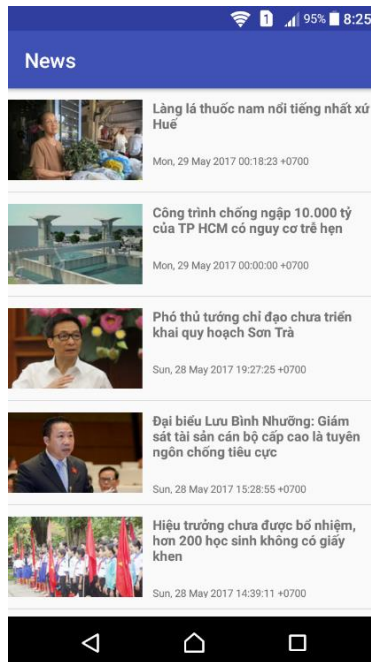 1 95% 8:25
News
Làng lá thuốc nam nổi tiếng nhất xứ
Huế
Mon, 29 May 2017 00:18:23 +0700
Công trình chống ngập 10.000 tỷ
của TP HCM có nguy cơ trễ hẹn
Mon, 29 May 2017 00:00:00 +0700
Phó thủ tướng chỉ đạo chưa triển
khai quy hoạch Sơn Trà
Sun, 28 May 2017 19:27:25 +0700
Đại biểu Lưu Bình Nhưỡng: Giám
sát tài sản cán bộ cấp cao là tuyên
ngôn chống tiêu cực
Sun, 28 May 2017 15:28:55 +0700
Hiệu trưởng chưa được bổ nhiệm,
hơn 200 học sinh không có giấy
khen
Sun, 28 May 2017 14:39:11 +0700